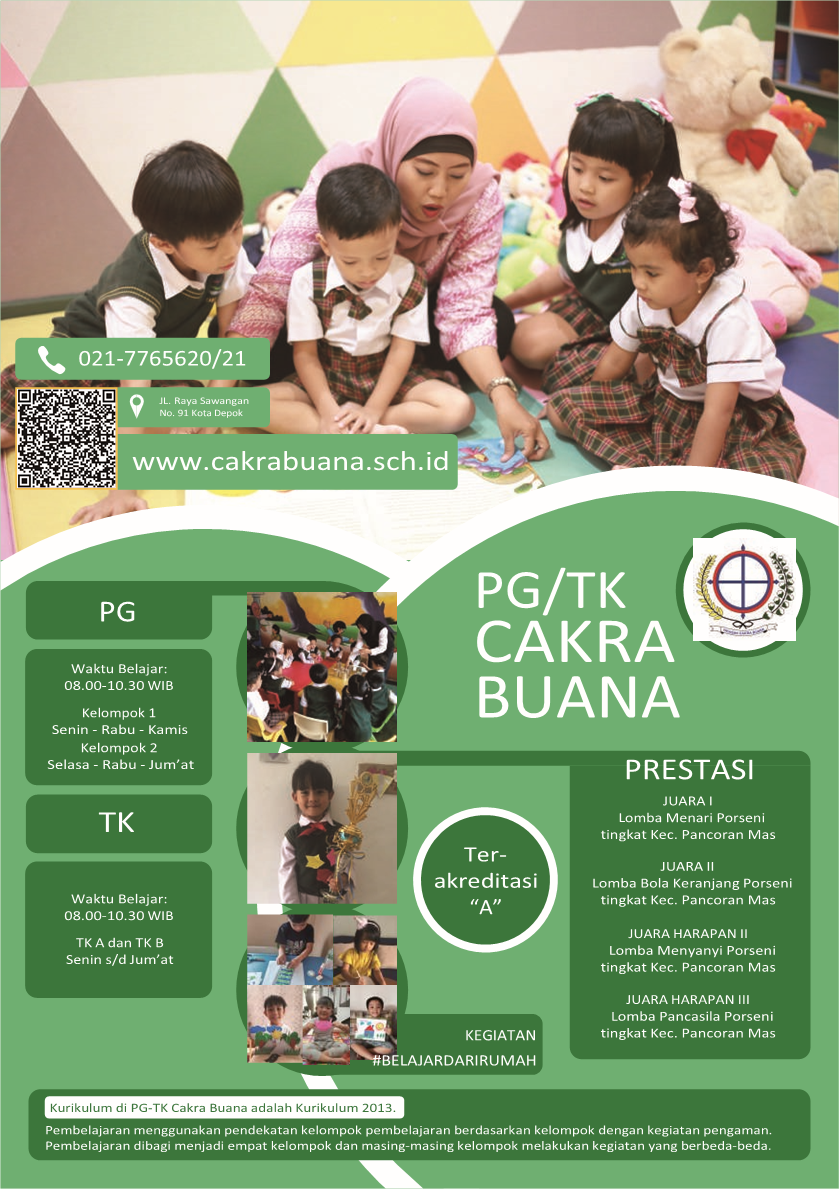 021-7765620/21
JL. Raya Sawangan
No. 91 Kota Depok
www.cakrabuana.sch.id
PG/TK
CAKRA
BUANA
PG
Waktu Belajar:
08.00-10.30 WIB
Kelompok 1
Senin - Rabu - Kamis
Kelompok 2
Selasa - Rabu - Jum’at
TK
Waktu Belajar:
08.00-10.30 WIB
TK A dan TK B
Senin s/d Jum’at
Ter-
akreditasi
“A”
PRESTASI
JUARA I
Lomba Menari Porseni
tingkat Kec. Pancoran Mas
JUARA II
Lomba Bola Keranjang Porseni
tingkat Kec. Pancoran Mas
JUARA HARAPAN II
Lomba Menyanyi Porseni
tingkat Kec. Pancoran Mas
JUARA HARAPAN III
Lomba Pancasila Porseni
tingkat Kec. Pancoran Mas
KEGIATAN
#BELAJARDARIRUMAH
Kurikulum di PG-TK Cakra Buana adalah Kurikulum 2013.
Pembelajaran menggunakan pendekatan kelompok pembelajaran berdasarkan kelompok dengan kegiatan pengaman.
Pembelajaran dibagi menjadi empat kelompok dan masing-masing kelompok melakukan kegiatan yang berbeda-beda.